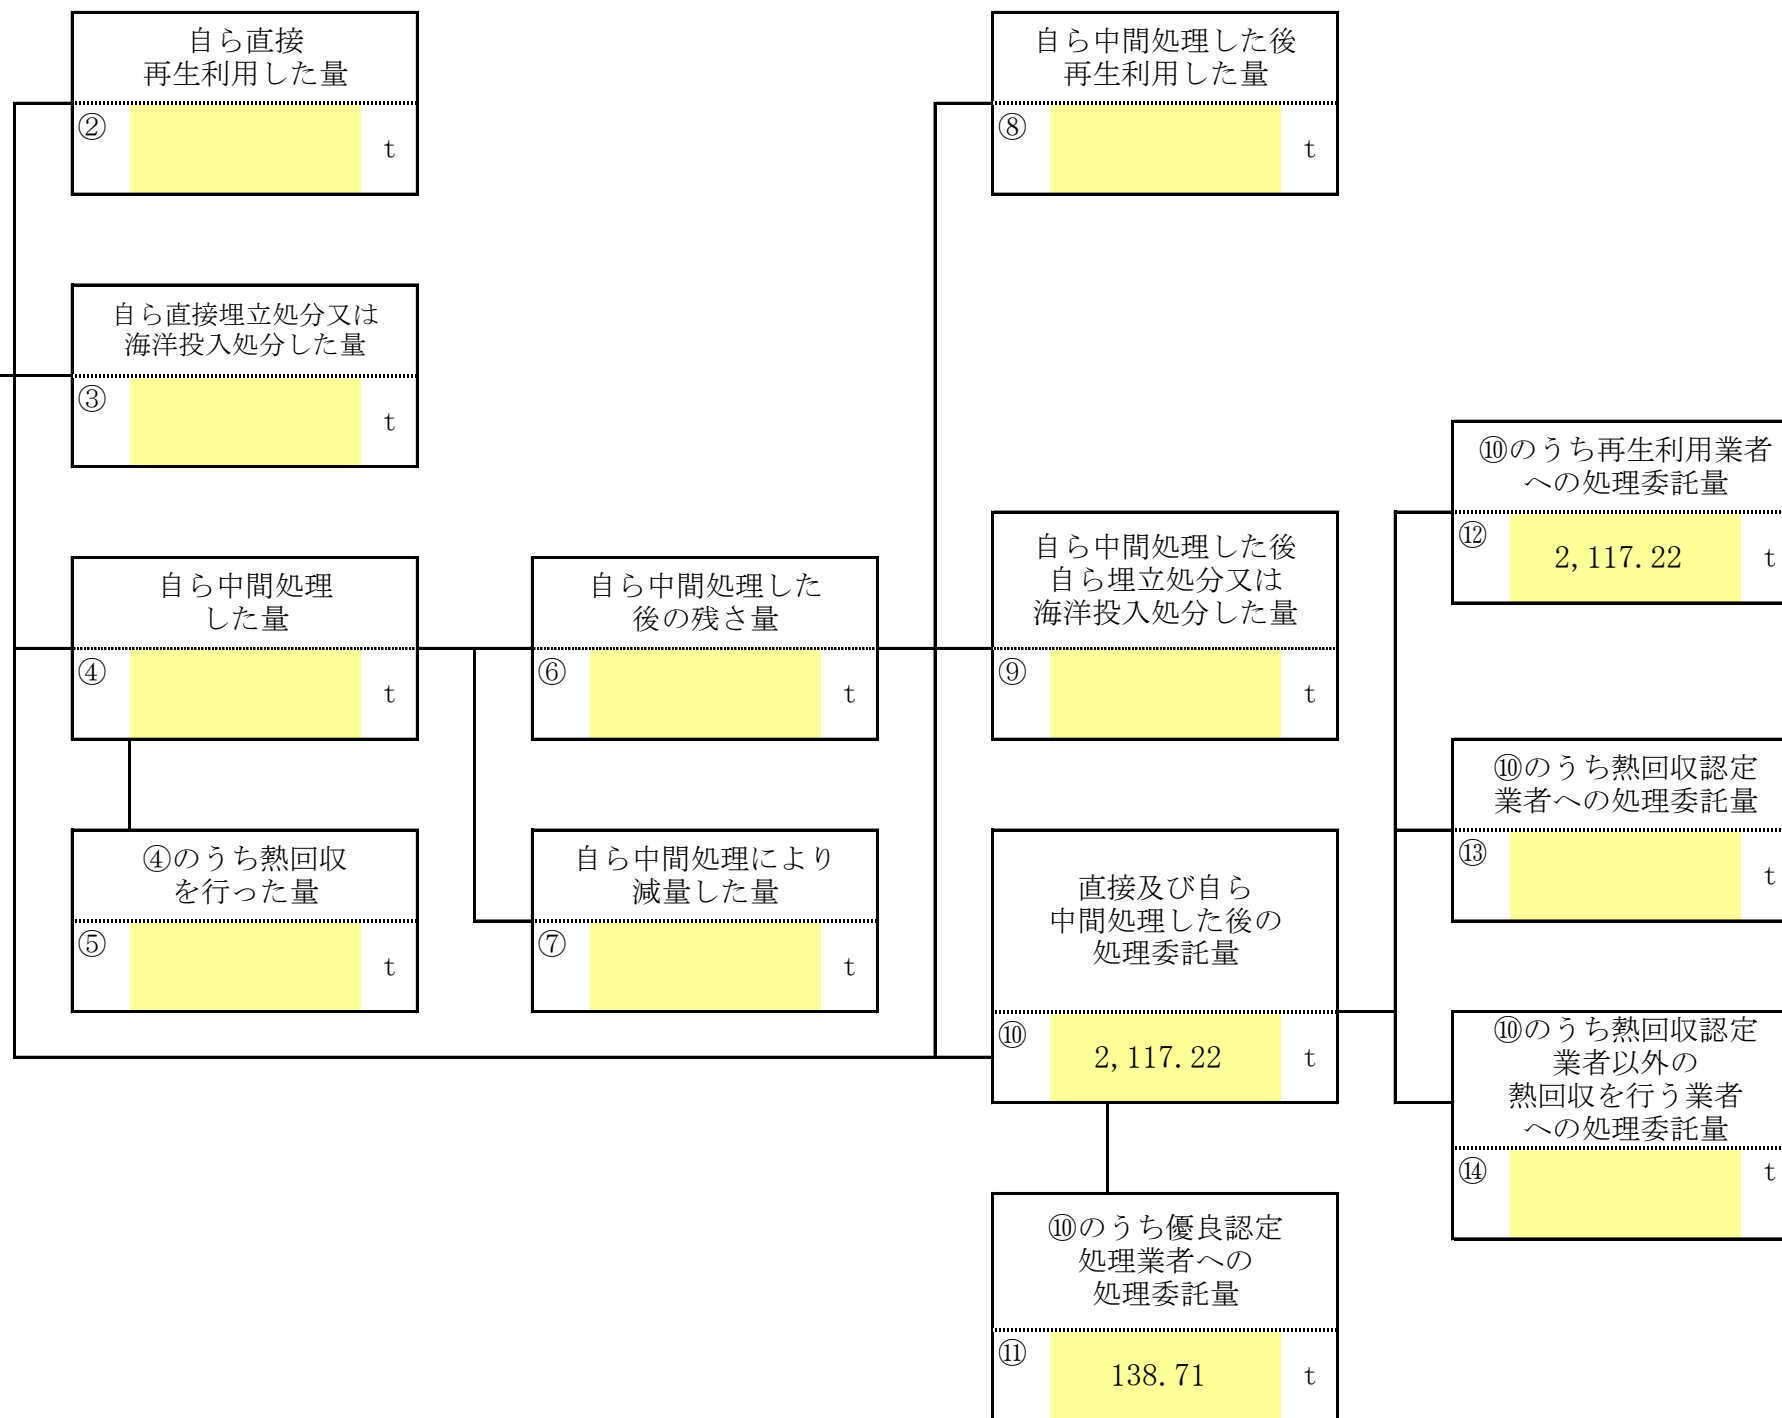 自ら直接
再生利用した量
② t
自ら中間処理した後
再生利用した量
⑧ t
自ら直接埋立処分又は
海洋投入処分した量
③ t
⑩のうち再生利用業者
への処理委託量
⑫ 2,117.22 t
自ら中間処理
した量
④ t
自ら中間処理した
後の残さ量
⑥ t
自ら中間処理した後
自ら埋立処分又は
海洋投入処分した量
⑨ t
⑩のうち熱回収認定
業者への処理委託量
⑬ t
④のうち熱回収
を行った量
⑤ t
自ら中間処理により
減量した量
⑦ t
直接及び自ら
中間処理した後の
処理委託量
⑩ 2,117.22 t
⑩のうち熱回収認定
業者以外の
熱回収を行う業者
への処理委託量
⑭ t
⑩のうち優良認定
処理業者への
処理委託量
⑪ 138.71 t